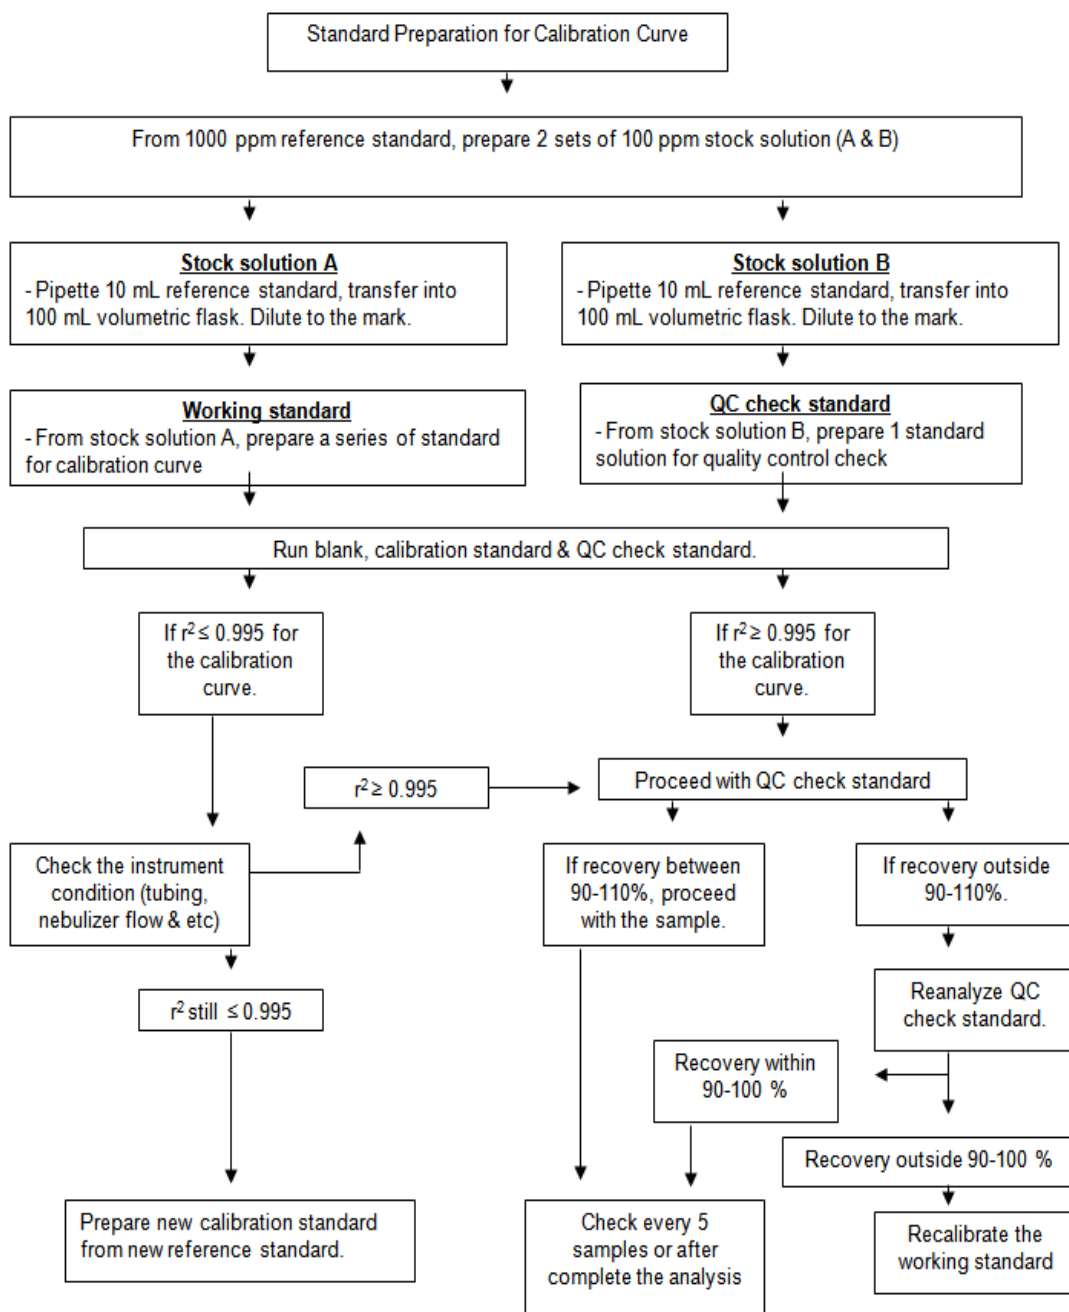 Standard Preparation for Calibration Curve
From 1000 ppm reference standard, prepare 2 sets of 100 ppm stock solution (A & B)
Stock solution A
- Pipette 10 mL reference standard, transfer into
100 mL volumetric flask. Dilute to the mark.
Stock solution B
- Pipette 10 mL reference standard, transfer into
100 mL volumetric flask. Dilute to the mark.
Working standard
- From stock solution A, prepare a series of standard
for calibration curve
QC check standard
- From stock solution B, prepare 1 standard
solution for quality control check
Run blank, calibration standard & QC check standard.
If r² ≤ 0.995 for
the calibration
curve.
If r² ≥ 0.995 for
the calibration
curve.
r² ≥ 0.995
Proceed with QC check standard
Check the instrument
condition (tubing,
nebulizer flow & etc)
If recovery between
90-110%, proceed
with the sample.
If recovery outside
90-110%.
r² still ≤ 0.995
Reanalyze QC
check standard.
Recovery within
90-100 %
Recovery outside 90-100 %
Prepare new calibration standard
from new reference standard.
Check every 5
samples or after
complete the analysis
Recalibrate the
working standard